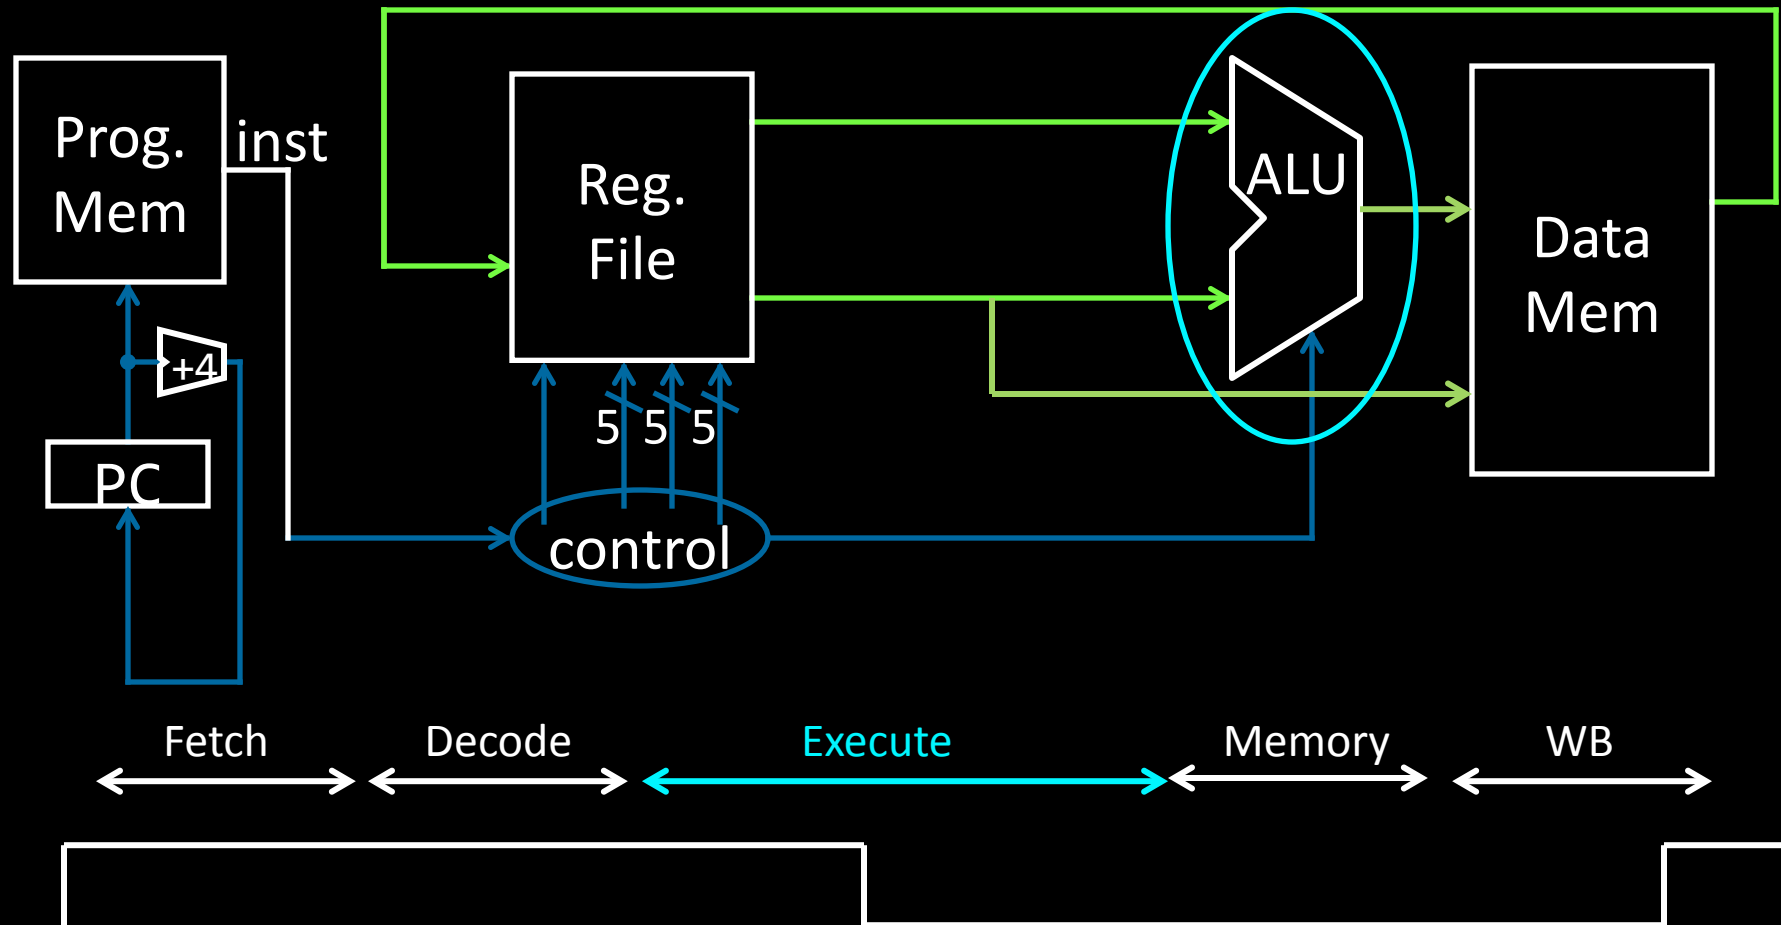 Prog.
Mem
inst
Reg.
File
ALU
Data
Mem
+4
5 5 5
PC
control
Fetch Decode Execute Memory WB